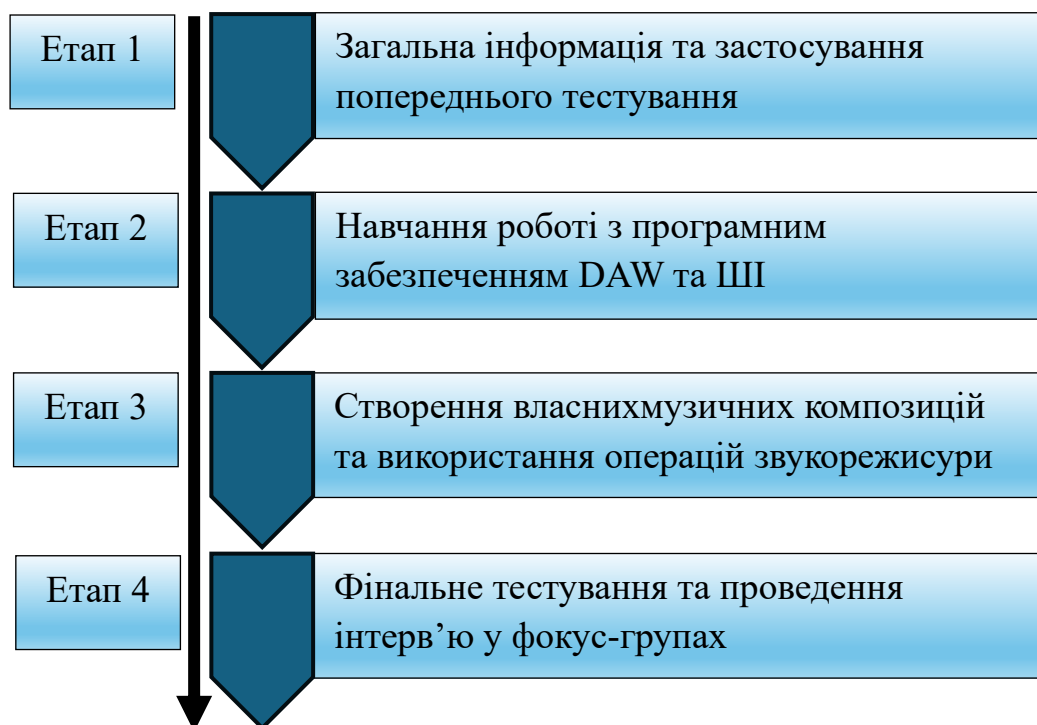 Етап 1
Загальна інформація та застосування
попереднього тестування
Етап 2
Навчання роботі з програмним
забезпеченням DAW та ШІ
Етап 3
Створення власнихмузичних композицій
та використання операцій звукорежисури
Етап 4
Фінальне тестування та проведення
інтерв’ю у фокус-групах